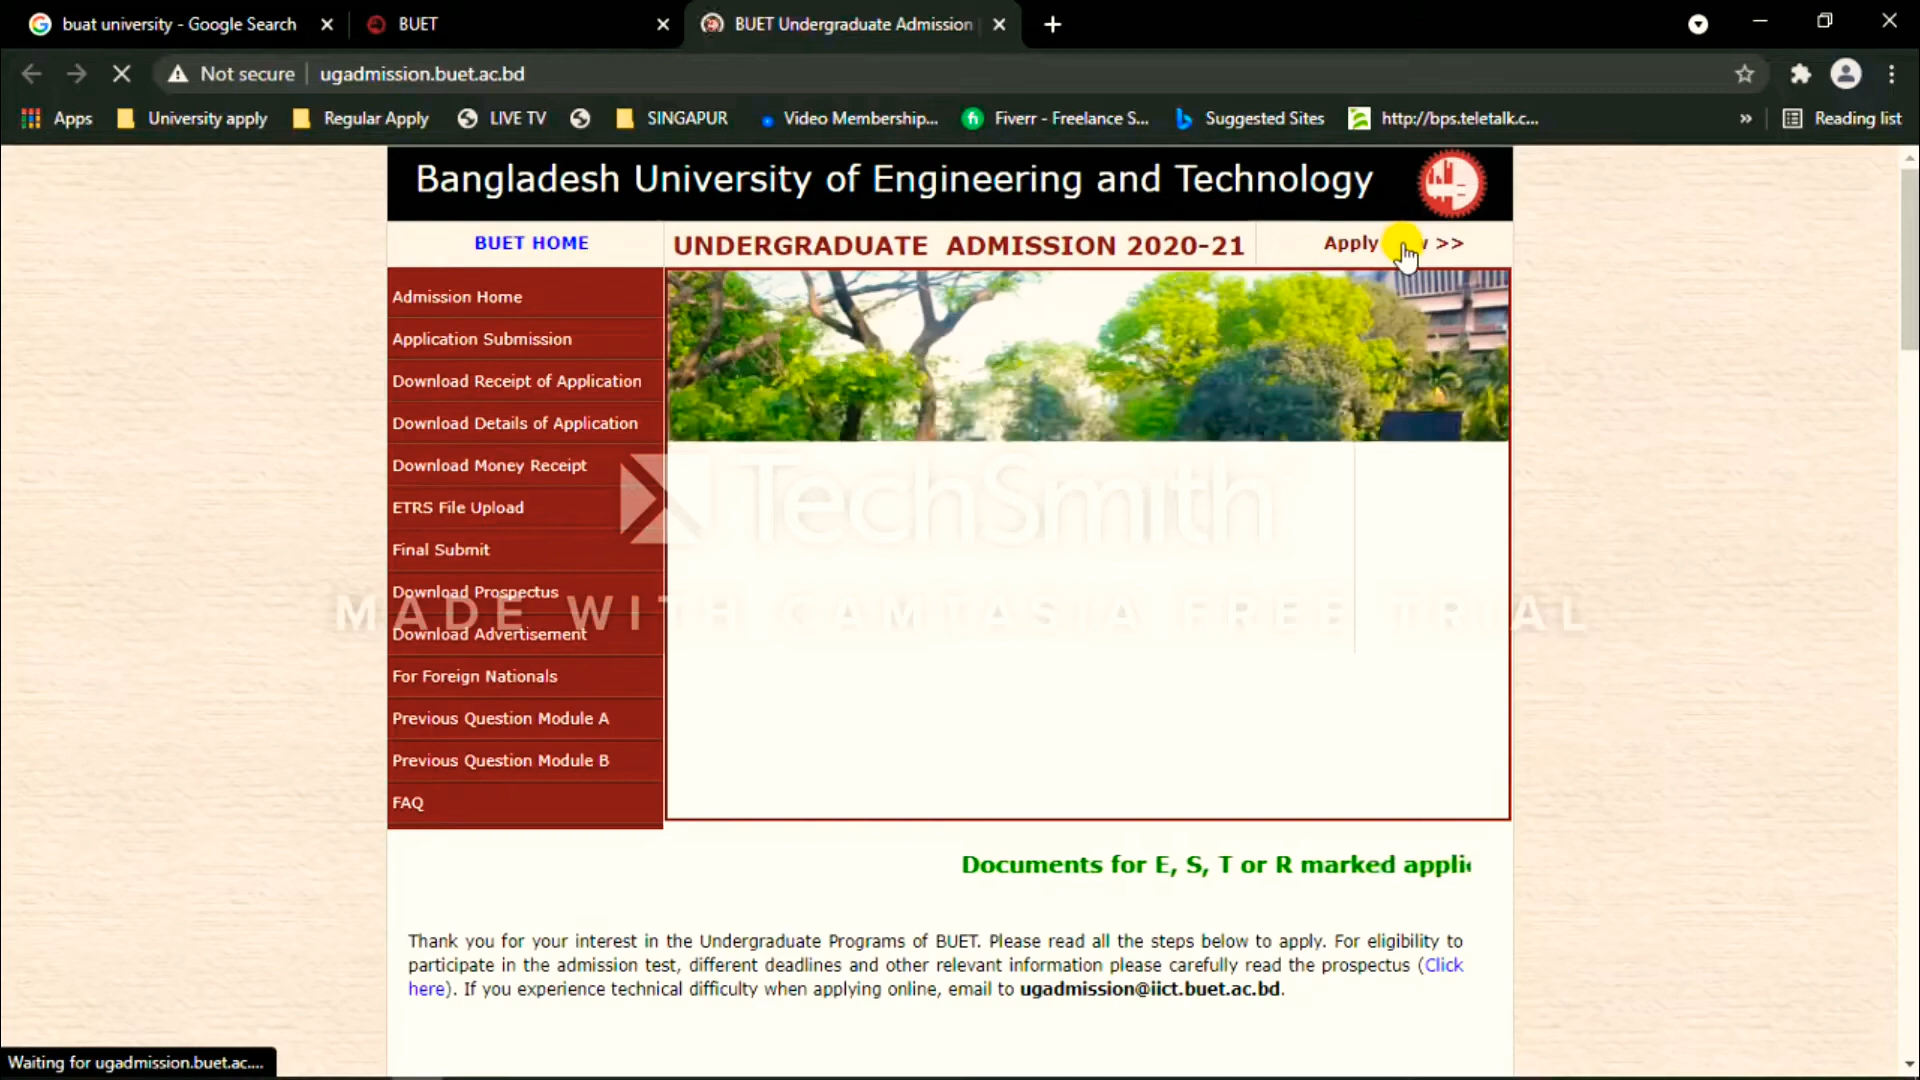 buat university - Google Search
BUET
BUET Undergraduate Admission
Not secure
ugadmission.buet.ac.bd
Apps
University apply
Regular Apply
LIVE TV
SINGAPUR
Video Membership...
Fiverr - Freelance S...
Suggested Sites
http://bps.teletalk.c...
»
Reading list
Bangladesh University of Engineering and Technology
BUET HOME
UNDERGRADUATE ADMISSION 2020-21
Apply >>
Admission Home
Application Submission
Download Receipt of Application
Download Details of Application
Download Money Receipt
ETRS File Upload
Final Submit
Download Prospectus
Download Advertisement
For Foreign Nationals
Previous Question Module A
Previous Question Module B
FAQ
TechSmith
MADE WITH CAMTASIA FREE TRIAL
Documents for E, S, T or R marked appli
Thank you for your interest in the Undergraduate Programs of BUET. Please read all the steps below to apply. For eligibility to
participate in the admission test, different deadlines and other relevant information please carefully read the prospectus (Click
here). If you experience technical difficulty when applying online, email to ugadmission@iict.buet.ac.bd.
Waiting for ugadmission.buet.ac....